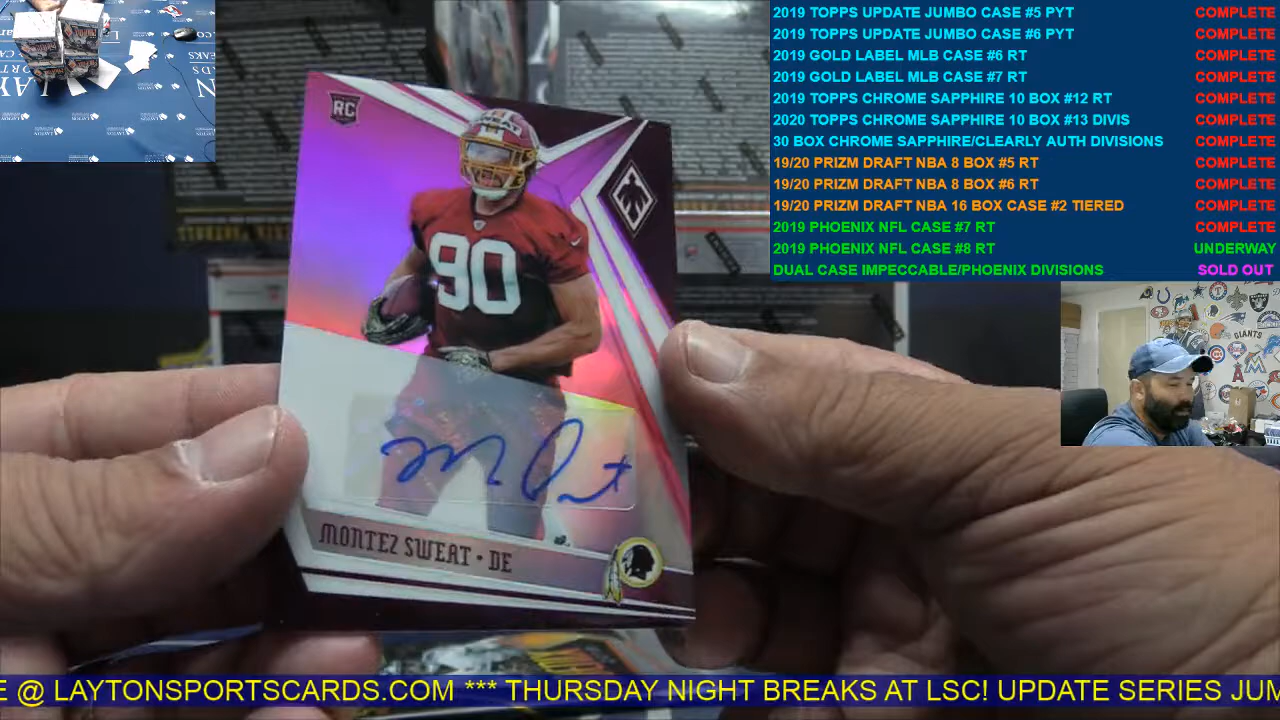 2019 TOPPS UPDATE JUMBO CASE #5 PYT COMPLETE
2019 TOPPS UPDATE JUMBO CASE #6 PYT COMPLETE
2019 GOLD LABEL MLB CASE #6 RT COMPLETE
2019 GOLD LABEL MLB CASE #7 RT COMPLETE
2019 TOPPS CHROME SAPPHIRE 10 BOX #12 RT COMPLETE
2020 TOPPS CHROME SAPPHIRE 10 BOX #13 DIVIS COMPLETE
30 BOX CHROME SAPPHIRE/CLEARLY AUTH DIVISIONS COMPLETE
19/20 PRIZM DRAFT NBA 8 BOX #5 RT COMPLETE
19/20 PRIZM DRAFT NBA 8 BOX #6 RT COMPLETE
19/20 PRIZM DRAFT NBA 16 BOX CASE #2 TIERED COMPLETE
2019 PHOENIX NFL CASE #7 RT COMPLETE
2019 PHOENIX NFL CASE #8 RT UNDERWAY
DUAL CASE IMPECCABLE/PHOENIX DIVISIONS SOLD OUT
RC
SWEAT
90
MONTEZ SWEAT • DE
GIANTS
E @ LAYTONSPORTSCARDS.COM *** THURSDAY NIGHT BREAKS AT LSC! UPDATE SERIES JUM